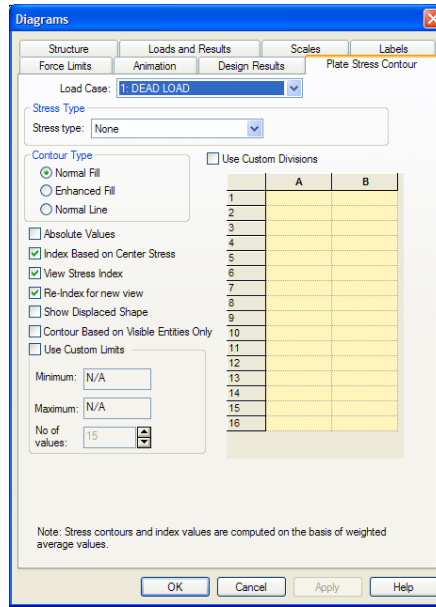 Diagrams
Structure Loads and Results Scales Labels
Force Limits Animation Design Results Plate Stress Contour
Load Case: 1: DEAD LOAD
Stress Type
Stress type: None
Contour Type
Use Custom Divisions
Normal Fill
Enhanced Fill
Normal Line
A B
1
2
3
4
5
6
7
8
9
10
11
12
13
14
15
16
Absolute Values
Index Based on Center Stress
View Stress Index
Re-Index for new view
Show Displaced Shape
Contour Based on Visible Entities Only
Use Custom Limits
Minimum: N/A
Maximum: N/A
No of
values: 15
Note: Stress contours and index values are computed on the basis of weighted
average values.
OK Cancel Apply Help